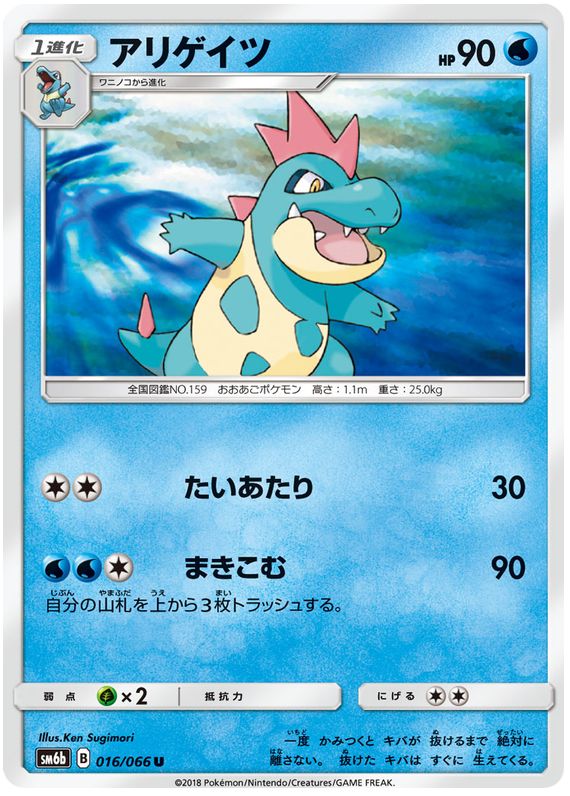 1進化
アリゲイツ
HP90
ワニノコから進化
全国図鑑NO.159 おおあごポケモン 高さ:1.1m 重さ:25.0kg
たいあたり 30
まきこむ 90
自分の山札を上から3枚トラッシュする。
弱点 ×2 抵抗力 にげる
Illus.Ken Sugimori
一度 かみつくと キバが 抜けるまで 絶対に
離さない。 抜けた キバは すぐに 生えてくる。
SM6b B 016/066 U
©2018 Pokémon/Nintendo/Creatures/GAME FREAK.